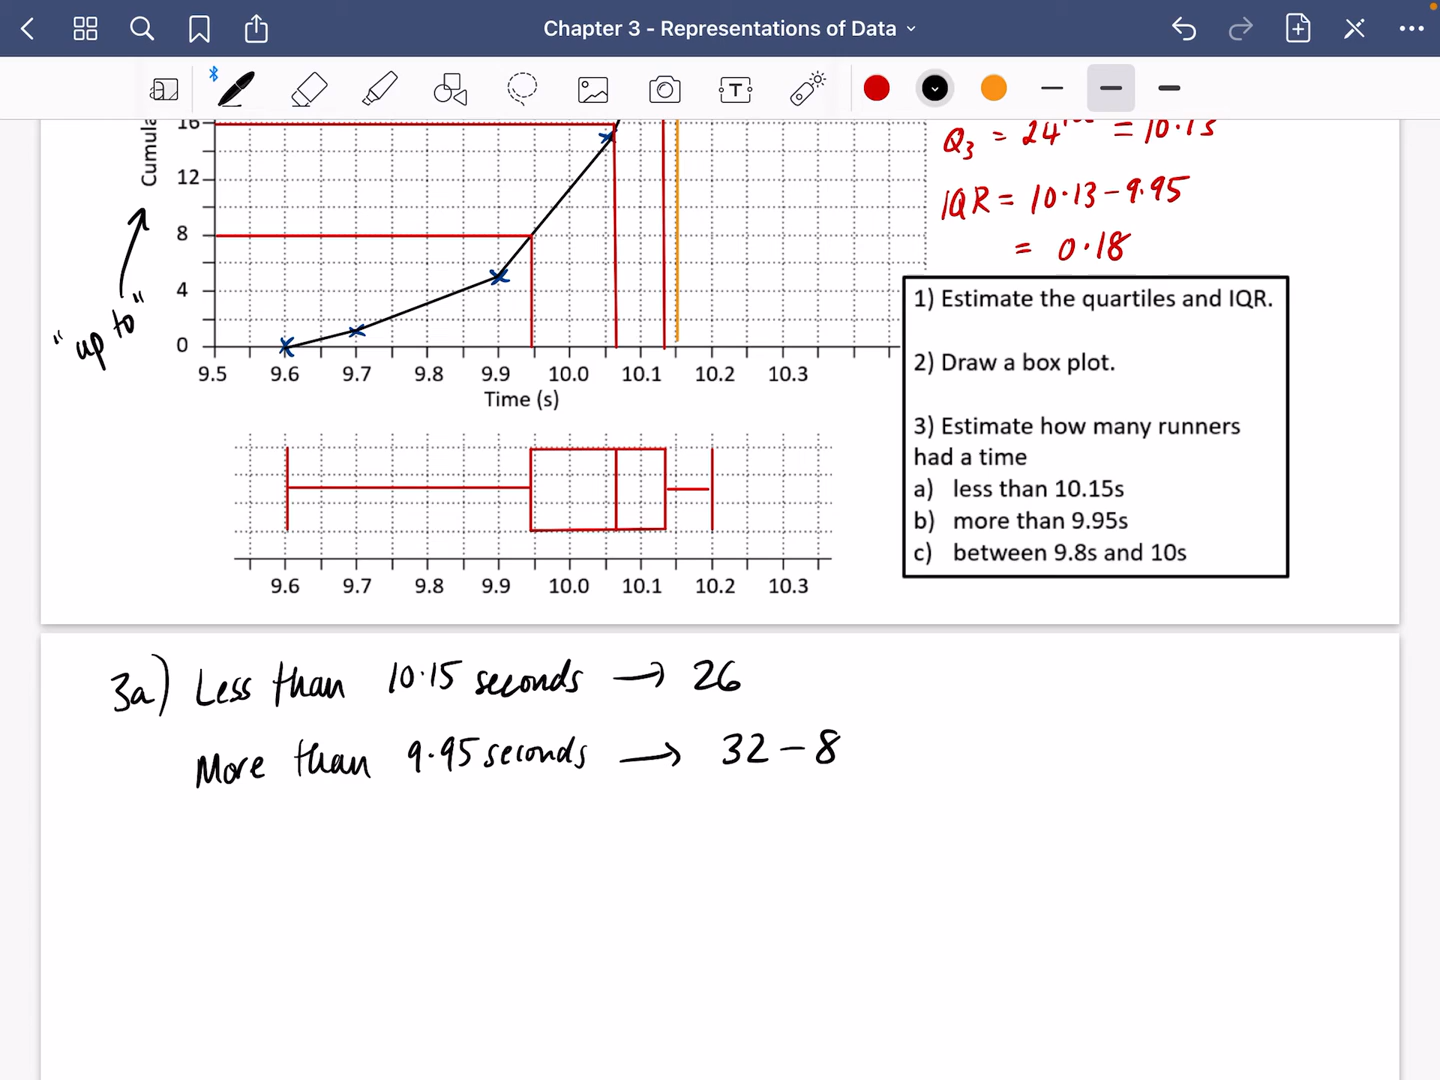 Chapter 3 - Representations of Data
Cumula
16
12
8
4
0
9.5 9.6 9.7 9.8 9.9 10.0 10.1 10.2 10.3
Time (s)
"up to"
Q3 = 24 = 10.13
IQR = 10.13 - 9.95
= 0.18
1) Estimate the quartiles and IQR.
2) Draw a box plot.
3) Estimate how many runners
had a time
a) less than 10.15s
b) more than 9.95s
c) between 9.8s and 10s
9.6 9.7 9.8 9.9 10.0 10.1 10.2 10.3
3a) Less than 10.15 seconds → 26
More than 9.95 seconds → 32 - 8